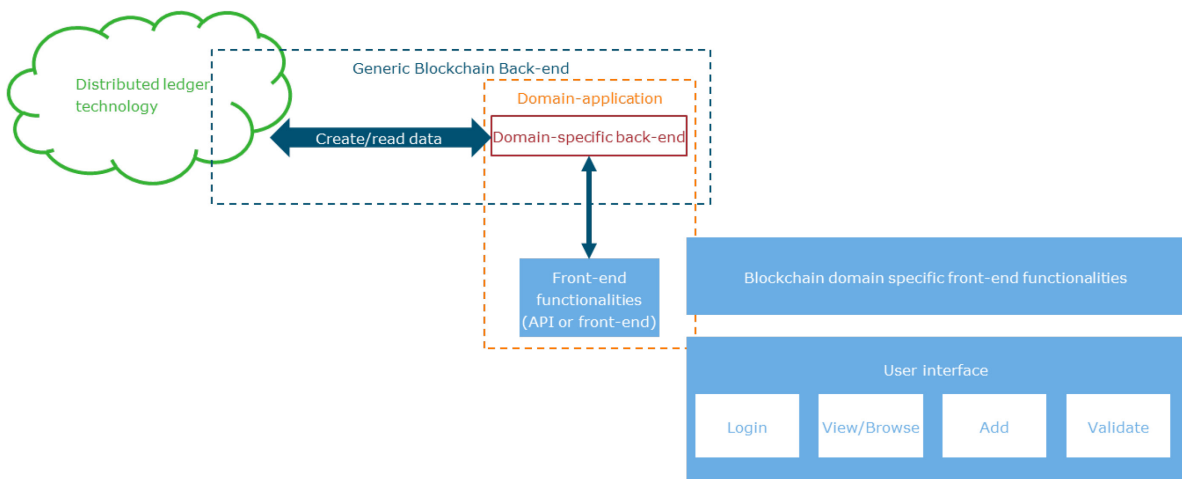 Generic Blockchain Back-end
Distributed ledger
technology
Domain-application
Create/read data
Domain-specific back-end
Front-end
functionalities
(API or front-end)
Blockchain domain specific front-end functionalities
User interface
Login
View/Browse
Add
Validate